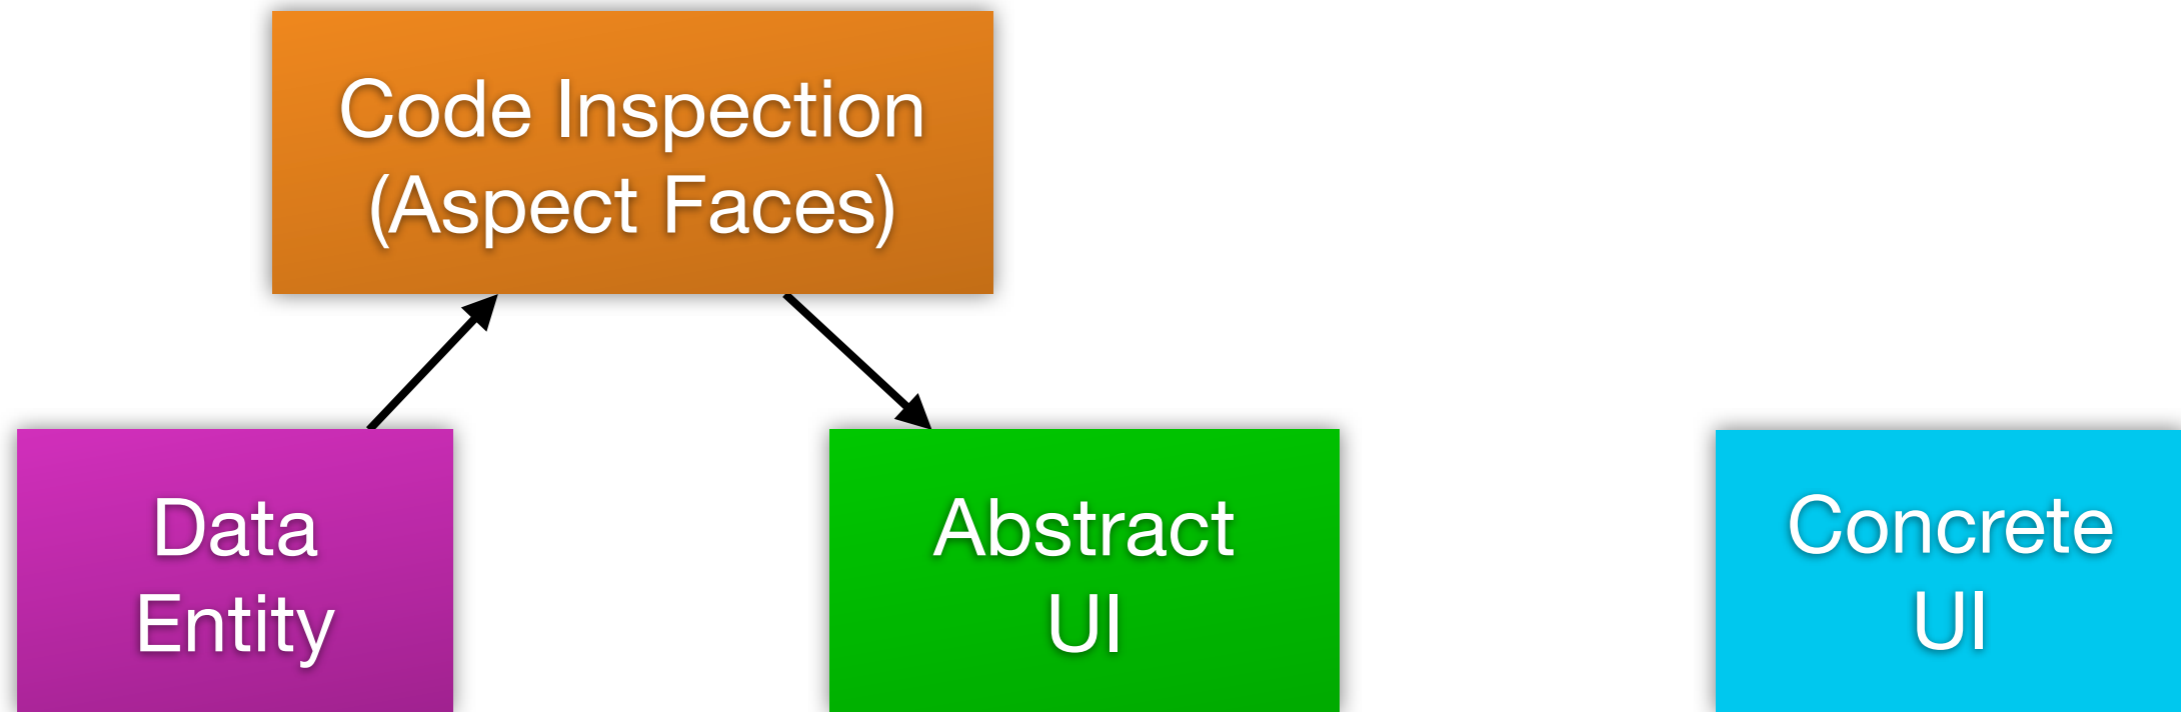 Code Inspection
(Aspect Faces)
Data
Entity
Abstract
UI
Concrete
UI